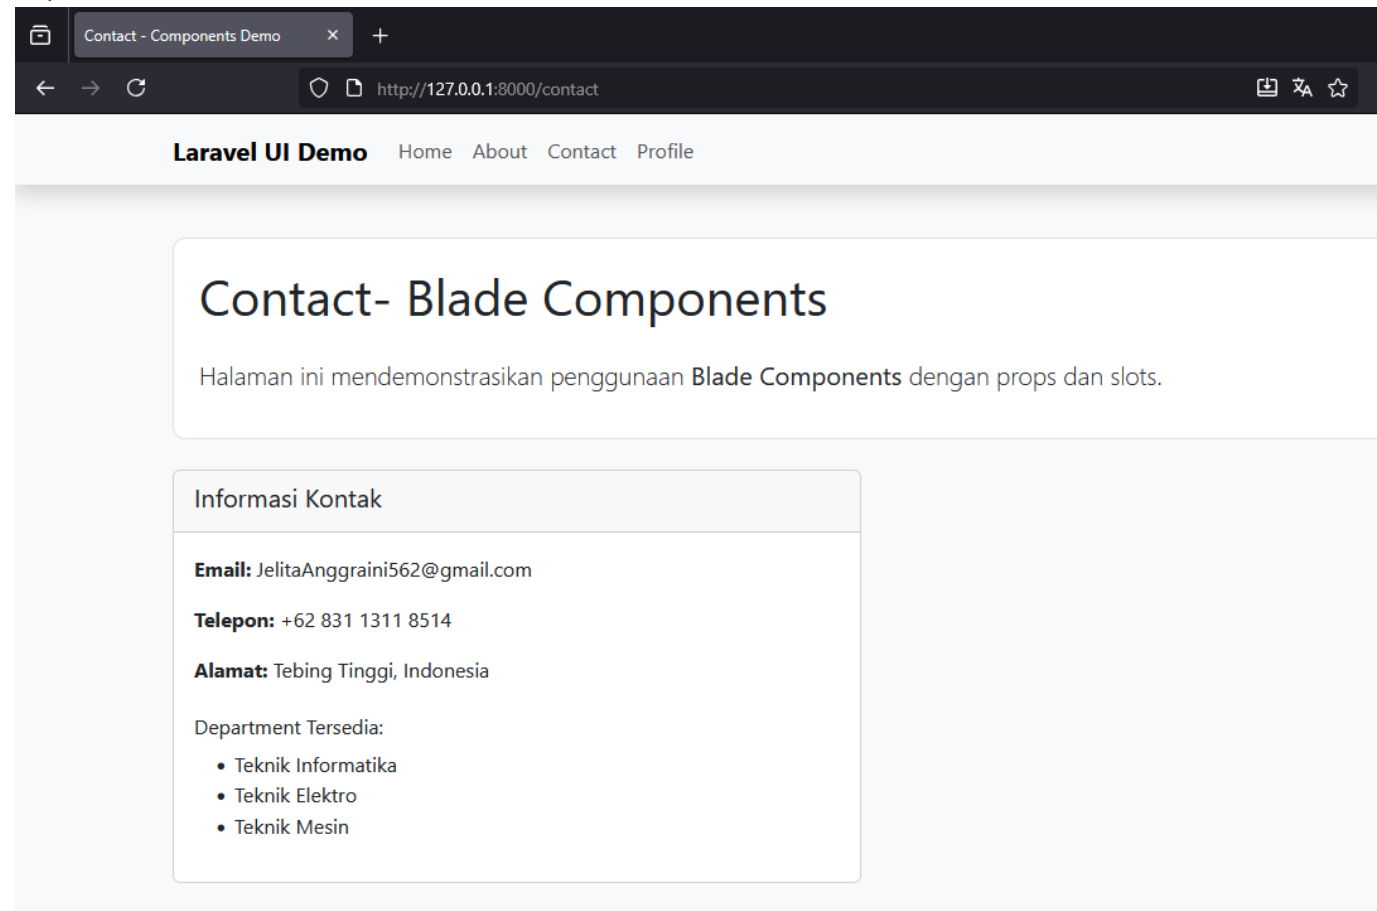 Contact - Components Demo
http://127.0.0.1:8000/contact
Laravel UI Demo Home About Contact Profile
Contact- Blade Components
Halaman ini mendemonstrasikan penggunaan Blade Components dengan props dan slots.
Informasi Kontak
Email: JelitaAnggraini562@gmail.com
Telepon: +62 831 1311 8514
Alamat: Tebing Tinggi, Indonesia
Department Tersedia:
• Teknik Informatika
• Teknik Elektro
• Teknik Mesin